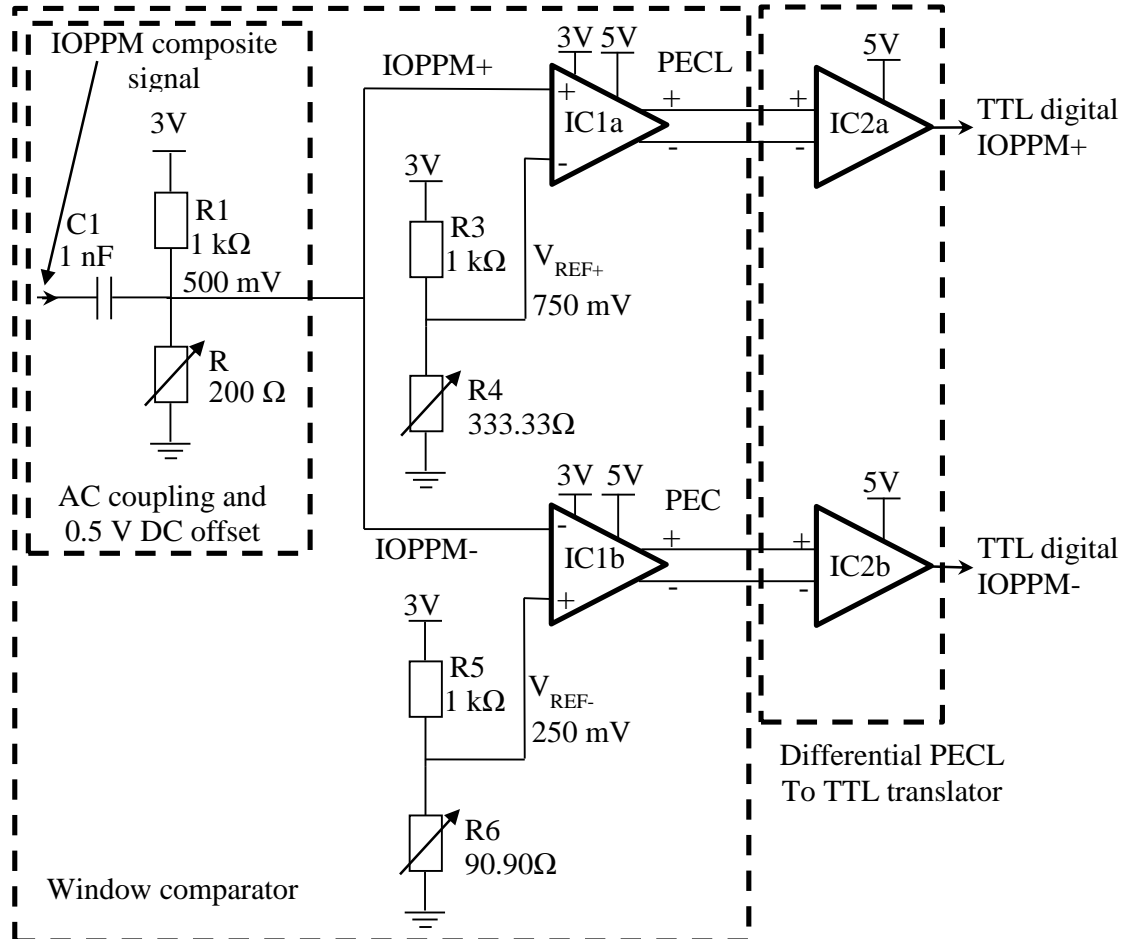 IOPPM composite
signal
3V
R1
1 kΩ
C1
1 nF
500 mV
R
200 Ω
AC coupling and
0.5 V DC offset
IOPPM+
3V
R3
1 kΩ
V_REF+
750 mV
R4
333.33Ω
3V 5V
+
-
IC1a
PECL
+
-
5V
+
-
IC2a
TTL digital
IOPPM+
IOPPM-
3V 5V
-
+
IC1b
PEC
+
-
5V
+
-
IC2b
TTL digital
IOPPM-
3V
R5
1 kΩ
V_REF-
250 mV
R6
90.90Ω
Differential PECL
To TTL translator
Window comparator